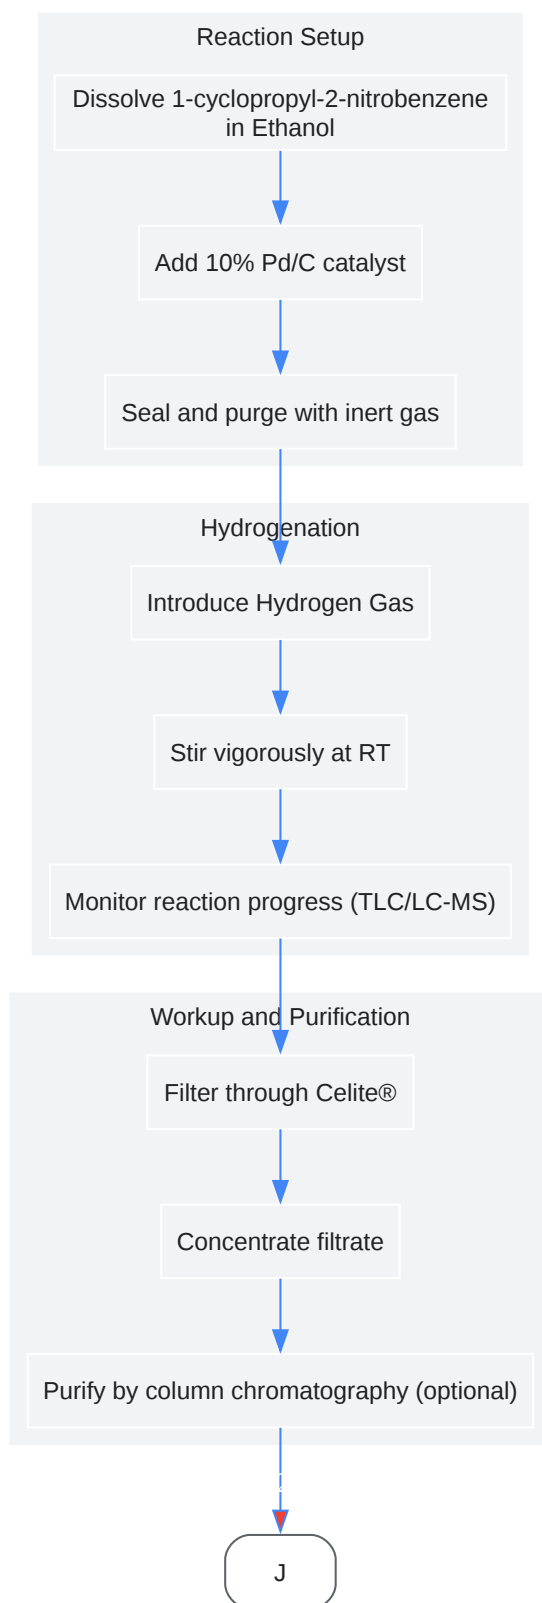 Reaction Setup
Dissolve 1-cyclopropyl-2-nitrobenzene
in Ethanol
Add 10% Pd/C catalyst
Seal and purge with inert gas
Hydrogenation
Introduce Hydrogen Gas
Stir vigorously at RT
Monitor reaction progress (TLC/LC-MS)
Workup and Purification
Filter through Celite®
Concentrate filtrate
Purify by column chromatography (optional)
J